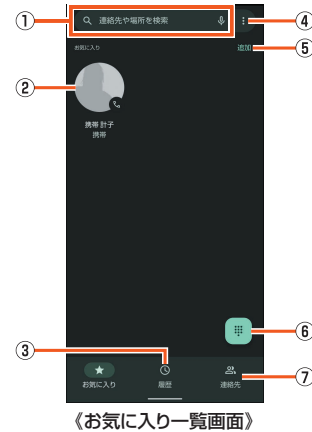 ①
連絡先や場所を検索
④
お気に入り
追加
⑤
②
携帯 計子
携帯
③
⑥
お気に入り
履歴
連絡先
⑦
《お気に入り一覧画面》